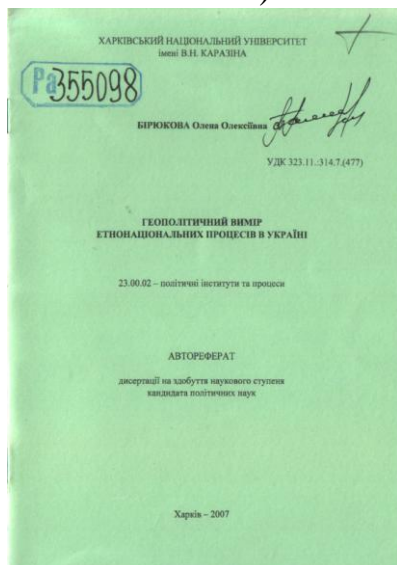 ХАРКІВСЬКИЙ НАЦІОНАЛЬНИЙ УНІВЕРСИТЕТ
імені В.Н. КАРАЗІНА
Ра355098
БІРЮКОВА Олена Олексіївна
УДК 323.11.:314.7.(477)
ГЕОПОЛІТИЧНИЙ ВИМІР
ЕТНОНАЦІОНАЛЬНИХ ПРОЦЕСІВ В УКРАЇНІ
23.00.02 – політичні інститути та процеси
АВТОРЕФЕРАТ
дисертації на здобуття наукового ступеня
кандидата політичних наук
Харків – 2007